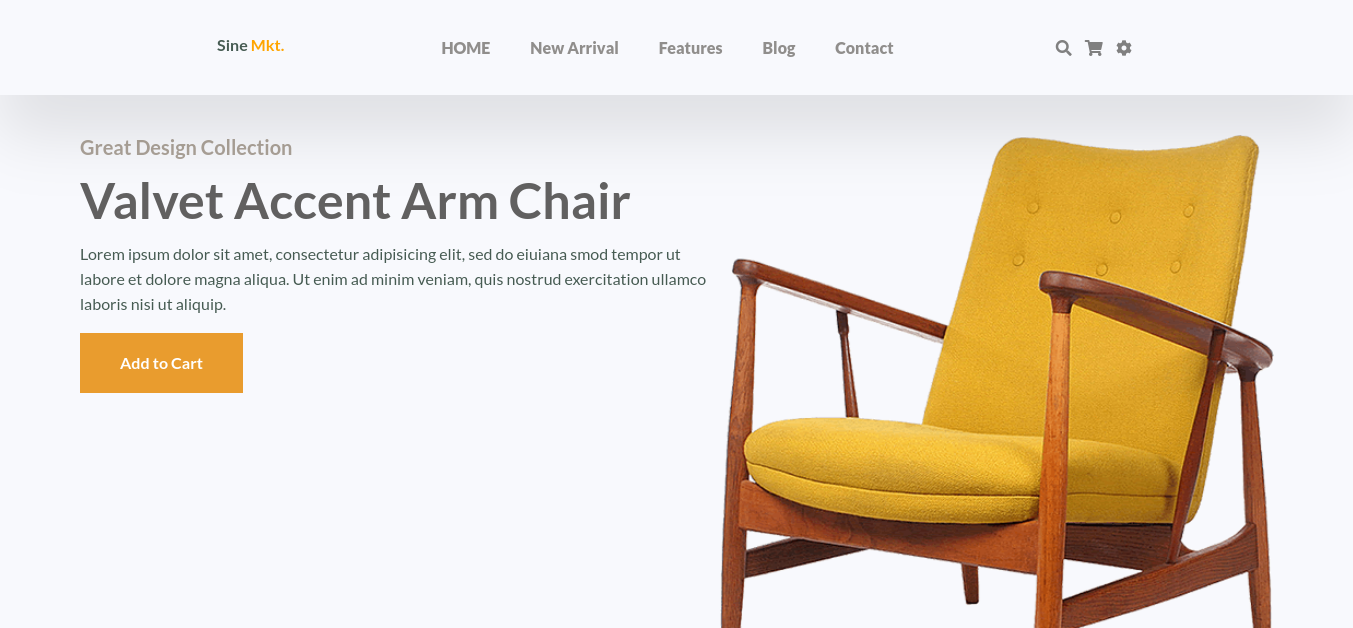 Sine Mkt.
HOME New Arrival Features Blog Contact
Great Design Collection
Valvet Accent Arm Chair
Lorem ipsum dolor sit amet, consectetur adipisicing elit, sed do eiuiana smod tempor ut
labore et dolore magna aliqua. Ut enim ad minim veniam, quis nostrud exercitation ullamco
laboris nisi ut aliquip.
Add to Cart